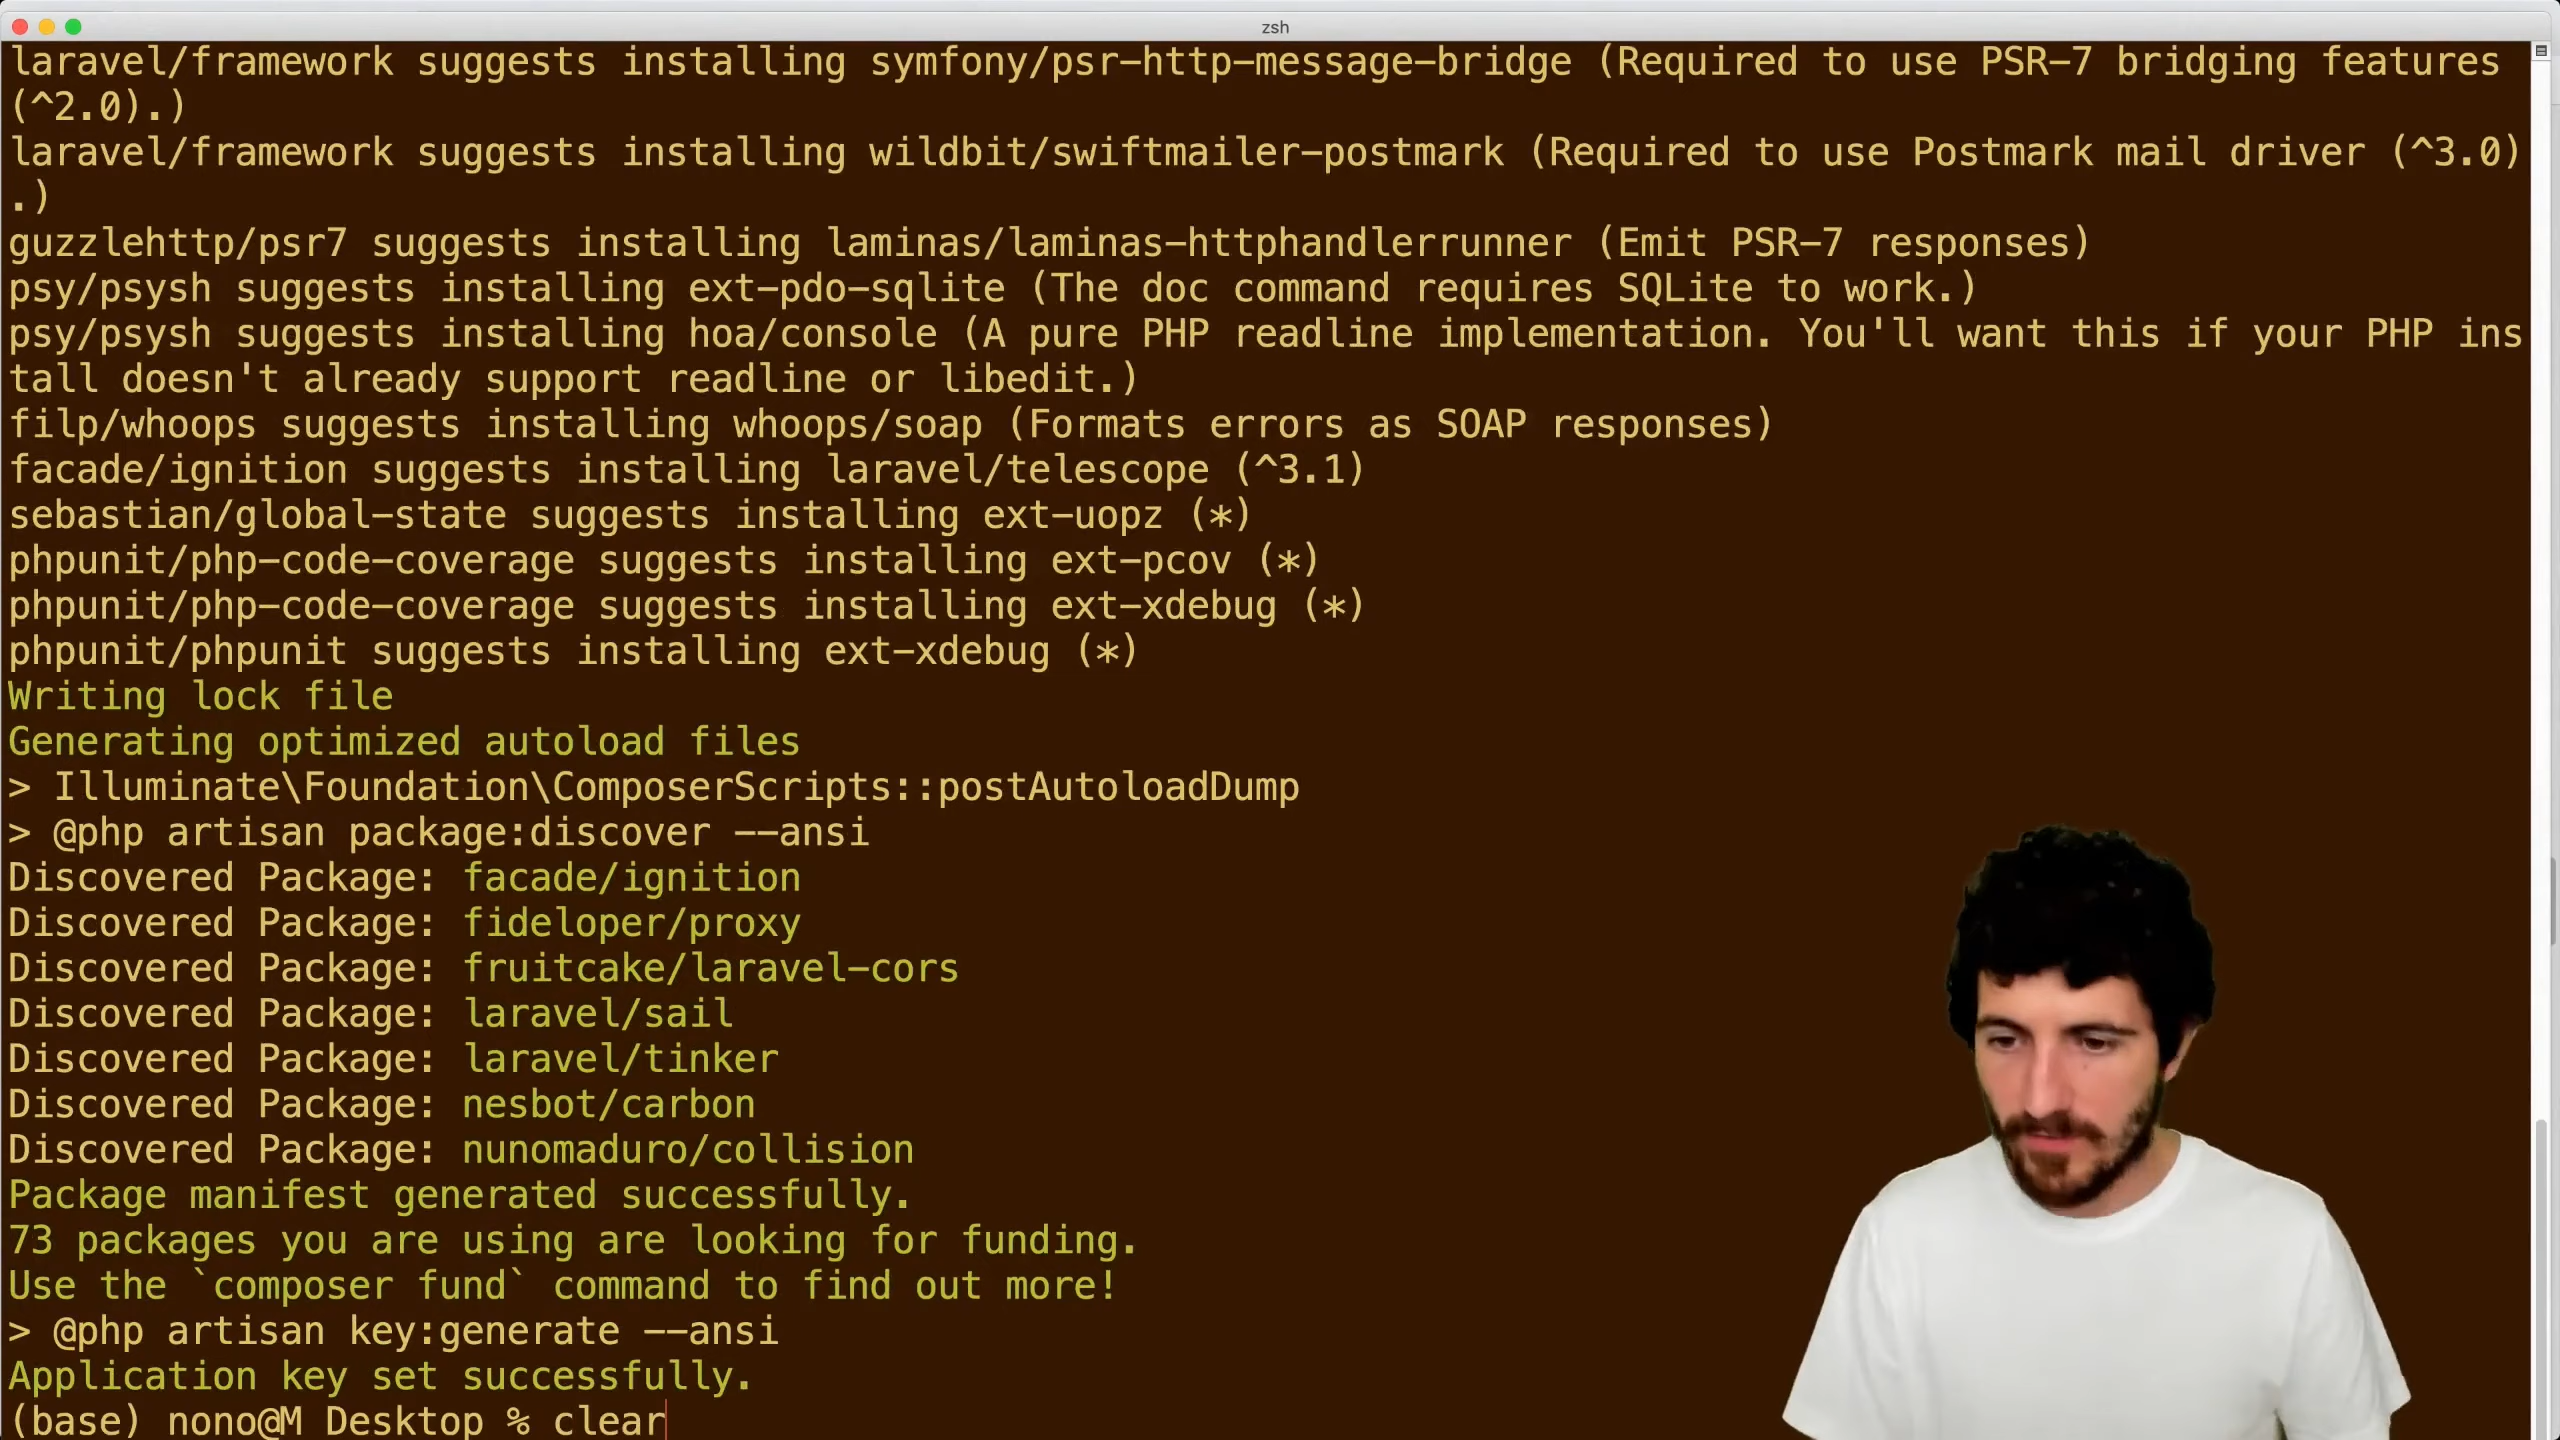 zsh
laravel/framework suggests installing symfony/psr-http-message-bridge (Required to use PSR-7 bridging features
(^2.0).)
laravel/framework suggests installing wildbit/swiftmailer-postmark (Required to use Postmark mail driver (^3.0)
.)
guzzlehttp/psr7 suggests installing laminas/laminas-httphandlerrunner (Emit PSR-7 responses)
psy/psysh suggests installing ext-pdo-sqlite (The doc command requires SQLite to work.)
psy/psysh suggests installing hoa/console (A pure PHP readline implementation. You'll want this if your PHP ins
tall doesn't already support readline or libedit.)
filp/whoops suggests installing whoops/soap (Formats errors as SOAP responses)
facade/ignition suggests installing laravel/telescope (^3.1)
sebastian/global-state suggests installing ext-uopz (*)
phpunit/php-code-coverage suggests installing ext-pcov (*)
phpunit/php-code-coverage suggests installing ext-xdebug (*)
phpunit/phpunit suggests installing ext-xdebug (*)
Writing lock file
Generating optimized autoload files
> Illuminate\Foundation\ComposerScripts::postAutoloadDump
> @php artisan package:discover --ansi
Discovered Package: facade/ignition
Discovered Package: fideloper/proxy
Discovered Package: fruitcake/laravel-cors
Discovered Package: laravel/sail
Discovered Package: laravel/tinker
Discovered Package: nesbot/carbon
Discovered Package: nunomaduro/collision
Package manifest generated successfully.
73 packages you are using are looking for funding.
Use the `composer fund` command to find out more!
> @php artisan key:generate --ansi
Application key set successfully.
(base) nono@M Desktop % clear